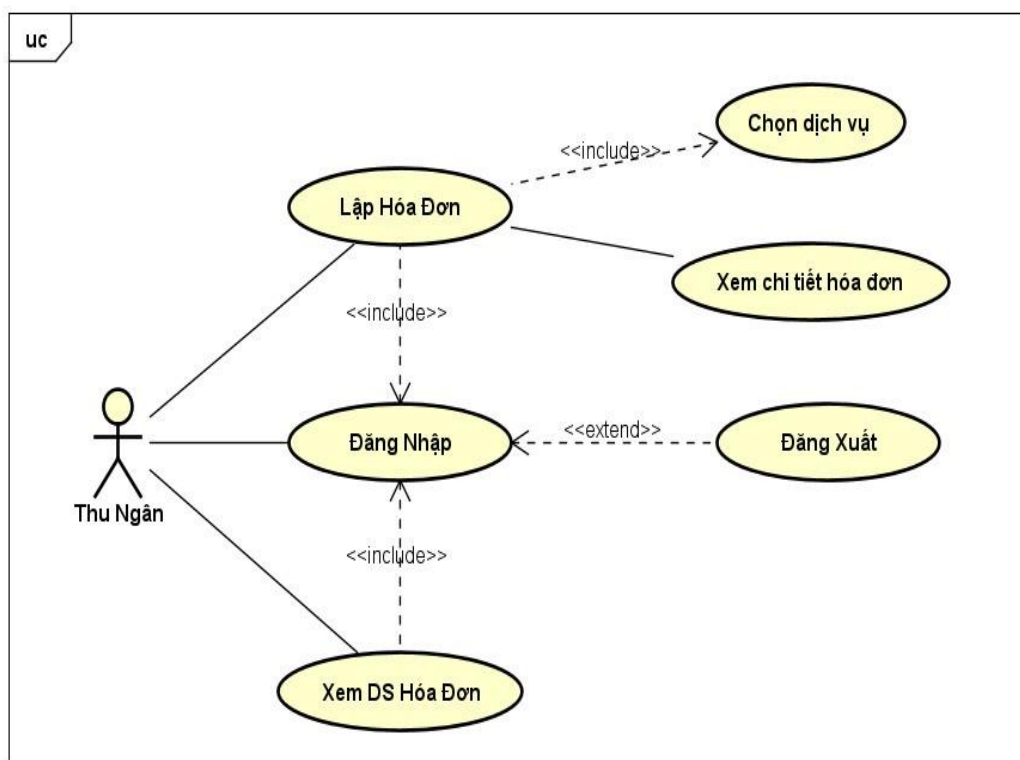 uc
Chọn dịch vụ
<<include>>
Lập Hóa Đơn
Xem chi tiết hóa đơn
<<include>>
Đăng Nhập
<<extend>>
Đăng Xuất
Thu Ngân
<<include>>
Xem DS Hóa Đơn